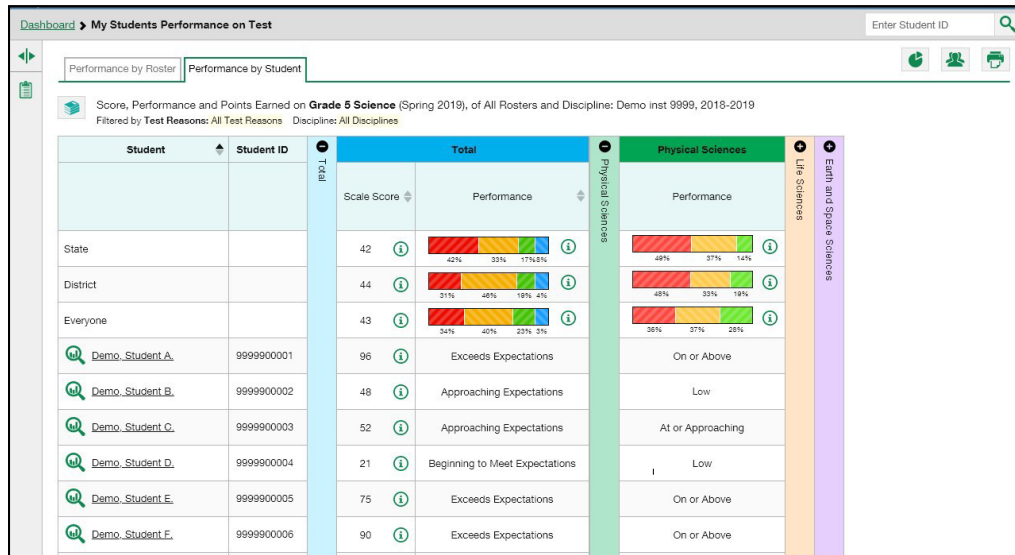 Dashboard > My Students Performance on Test
Enter Student ID
Performance by Roster
Performance by Student
Score, Performance and Points Earned on Grade 5 Science (Spring 2019), of All Rosters and Discipline: Demo inst 9999, 2018-2019
Filtered by Test Reasons: All Test Reasons Discipline: All Disciplines
Student Student ID Total Total Physical Sciences Physical Sciences Life Sciences Earth and Space Sciences
Scale Score Performance Performance
State 42
42% 33% 17% 8% 49% 37% 14%
District 44
31% 46% 19% 4% 48% 33% 19%
Everyone 43
34% 40% 23% 3% 36% 37% 28%
Demo, Student A. 9999900001 96 Exceeds Expectations On or Above
Demo, Student B. 9999900002 48 Approaching Expectations Low
Demo, Student C. 9999900003 52 Approaching Expectations At or Approaching
Demo, Student D. 9999900004 21 Beginning to Meet Expectations Low
Demo, Student E. 9999900005 75 Exceeds Expectations On or Above
Demo, Student F. 9999900006 90 Exceeds Expectations On or Above